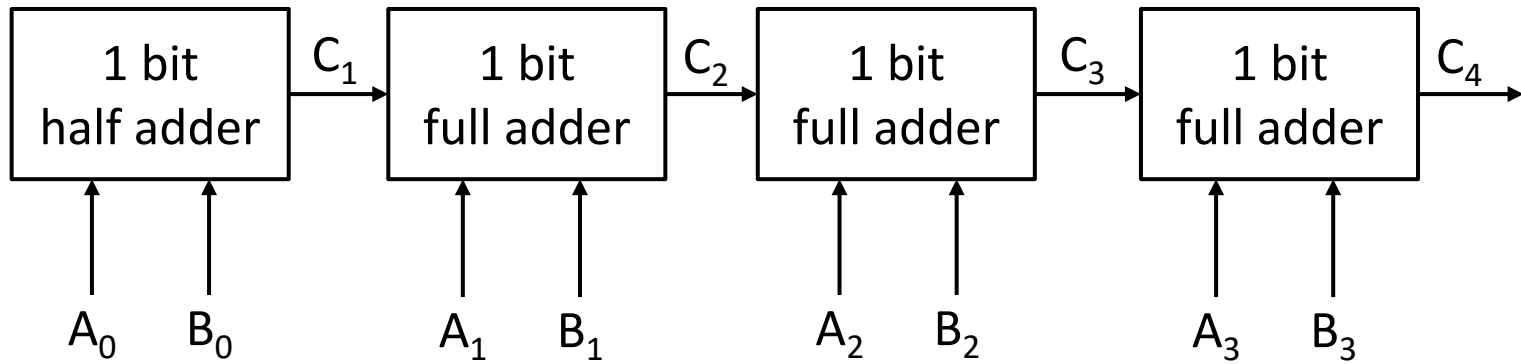 1 bit
half adder
C₁
1 bit
full adder
C₂
1 bit
full adder
C₃
1 bit
full adder
C₄
A₀ B₀ A₁ B₁ A₂ B₂ A₃ B₃